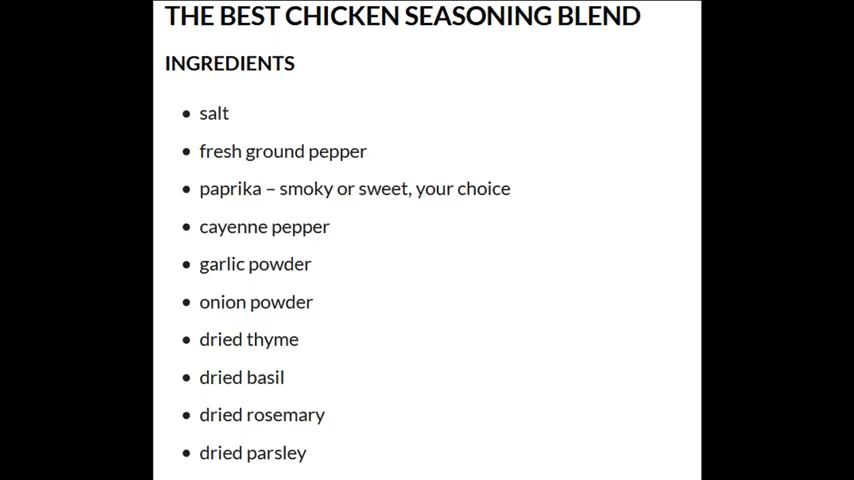 THE BEST CHICKEN SEASONING BLEND
INGREDIENTS
• salt
• fresh ground pepper
• paprika – smoky or sweet, your choice
• cayenne pepper
• garlic powder
• onion powder
• dried thyme
• dried basil
• dried rosemary
• dried parsley